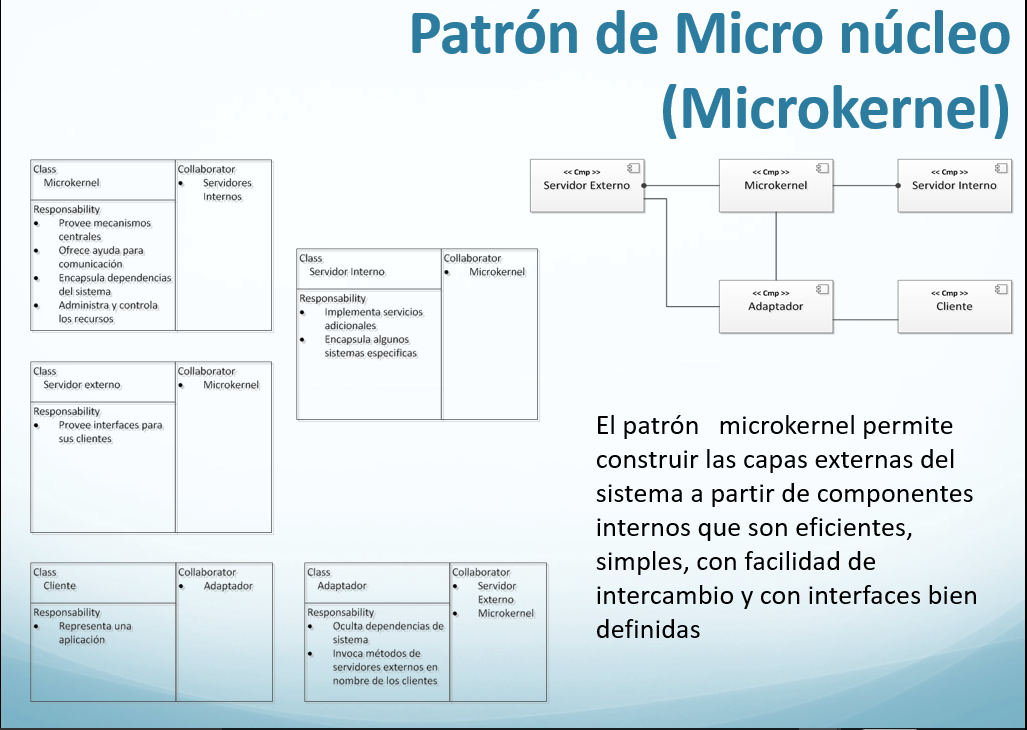 Patrón de Micro núcleo
(Microkernel)
Class
Microkernel
Collaborator
• Servidores
Internos
Responsability
• Provee mecanismos
centrales
• Ofrece ayuda para
comunicación
• Encapsula dependencias
del sistema
• Administra y controla
los recursos
Class
Servidor Interno
Collaborator
• Microkernel
Responsability
• Implementa servicios
adicionales
• Encapsula algunos
sistemas especificas
Class
Servidor externo
Collaborator
• Microkernel
Responsability
• Provee interfaces para
sus clientes
Class
Cliente
Collaborator
• Adaptador
Responsability
• Representa una
aplicación
Class
Adaptador
Collaborator
• Servidor
Externo
• Microkernel
Responsability
• Oculta dependencias de
sistema
• Invoca métodos de
servidores externos en
nombre de los clientes
<< Cmp >>
Servidor Externo
<< Cmp >>
Microkernel
<< Cmp >>
Servidor Interno
<< Cmp >>
Adaptador
<< Cmp >>
Cliente
El patrón microkernel permite
construir las capas externas del
sistema a partir de componentes
internos que son eficientes,
simples, con facilidad de
intercambio y con interfaces bien
definidas